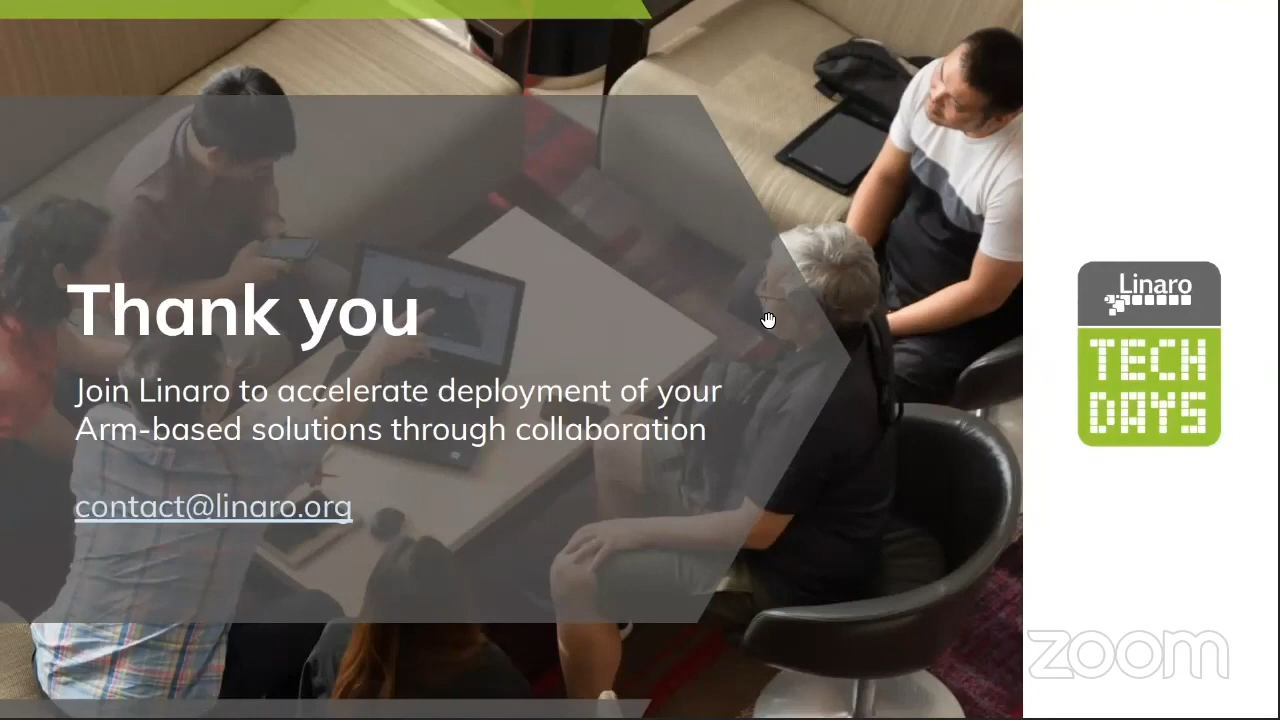 Thank you
Join Linaro to accelerate deployment of your
Arm-based solutions through collaboration
contact@linaro.org
Linaro
TECH
DAYS
zoom